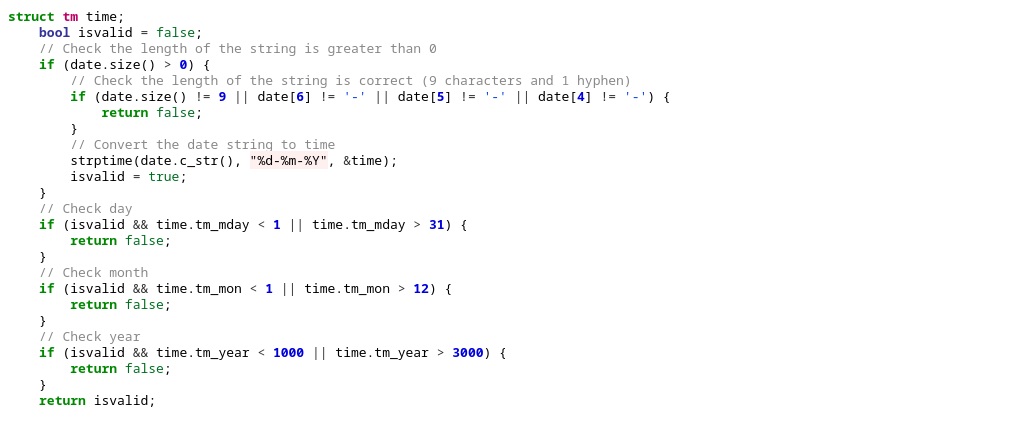 struct tm time;
    bool isvalid = false;
    // Check the length of the string is greater than 0
    if (date.size() > 0) {
        // Check the length of the string is correct (9 characters and 1 hyphen)
        if (date.size() != 9 || date[6] != '-' || date[5] != '-' || date[4] != '-') {
            return false;
        }
        // Convert the date string to time
        strptime(date.c_str(), "%d-%m-%Y", &time);
        isvalid = true;
    }
    // Check day
    if (isvalid && time.tm_mday < 1 || time.tm_mday > 31) {
        return false;
    }
    // Check month
    if (isvalid && time.tm_mon < 1 || time.tm_mon > 12) {
        return false;
    }
    // Check year
    if (isvalid && time.tm_year < 1000 || time.tm_year > 3000) {
        return false;
    }
    return isvalid;